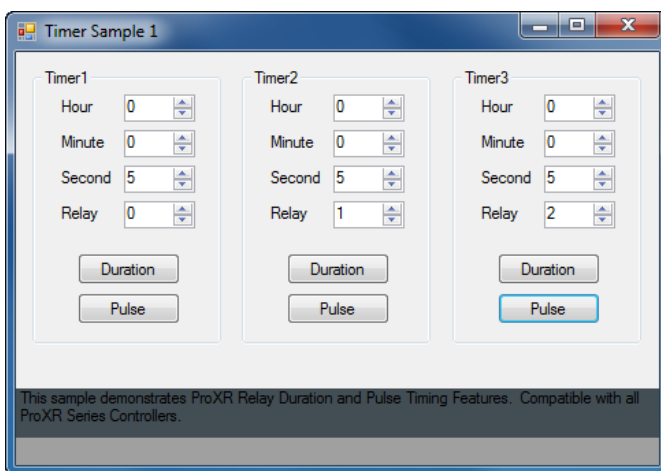 Timer Sample 1
Timer1 Timer2 Timer3
Hour 0 Hour 0 Hour 0
Minute 0 Minute 0 Minute 0
Second 5 Second 5 Second 5
Relay 0 Relay 1 Relay 2
Duration Duration Duration
Pulse Pulse Pulse
This sample demonstrates ProXR Relay Duration and Pulse Timing Features. Compatible with all
ProXR Series Controllers.